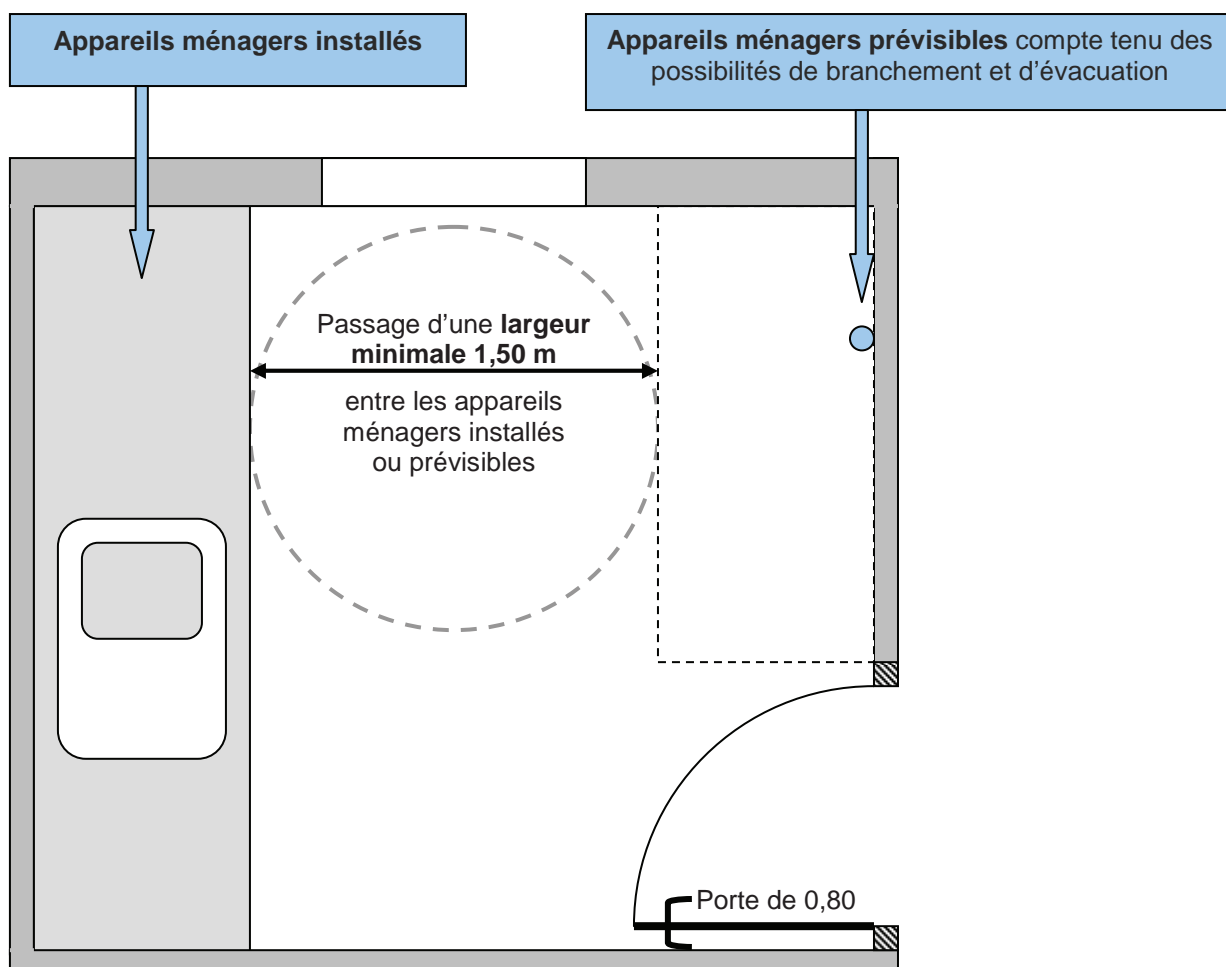 Appareils ménagers installés
Appareils ménagers prévisibles compte tenu des
possibilités de branchement et d’évacuation
Passage d’une largeur
minimale 1,50 m
entre les appareils
ménagers installés
ou prévisibles
Porte de 0,80